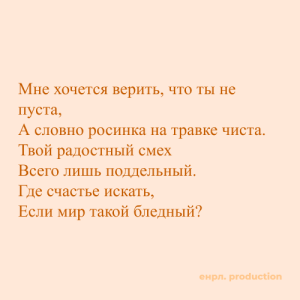 Мне хочется верить, что ты не
пуста,
А словно росинка на травке чиста.
Твой радостный смех
Всего лишь поддельный.
Где счастье искать,
Если мир такой бледный?
енрл. production